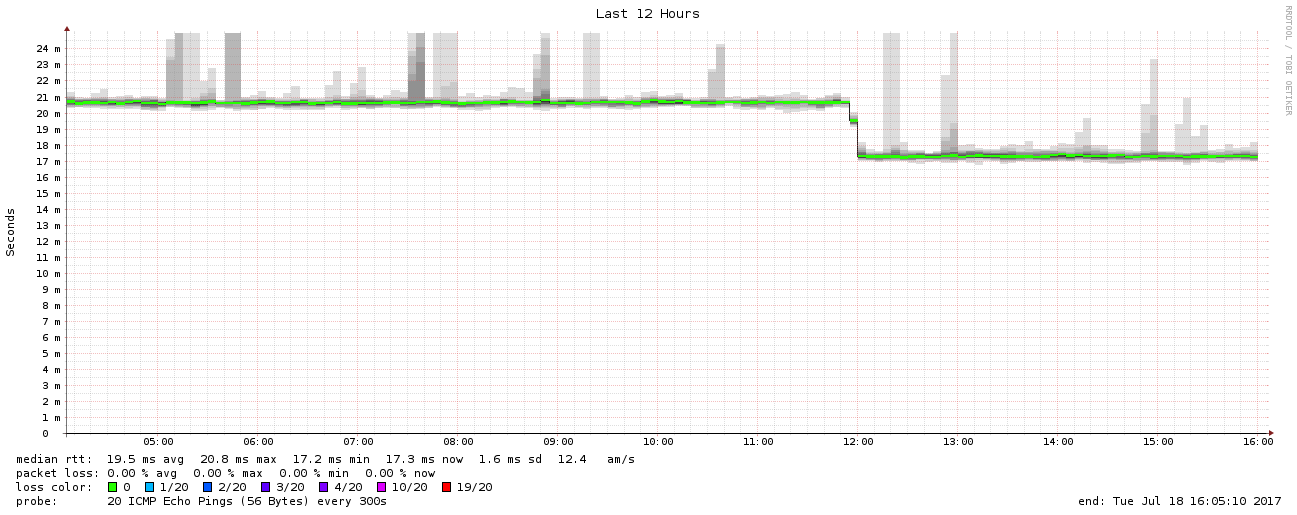 Last 12 Hours
RRDTOOL / TOBI OETIKER
Seconds
24 m
23 m
22 m
21 m
20 m
19 m
18 m
17 m
16 m
15 m
14 m
13 m
12 m
11 m
10 m
9 m
8 m
7 m
6 m
5 m
4 m
3 m
2 m
1 m
0
05:00 06:00 07:00 08:00 09:00 10:00 11:00 12:00 13:00 14:00 15:00 16:00
median rtt: 19.5 ms avg 20.8 ms max 17.2 ms min 17.3 ms now 1.6 ms sd 12.4 am/s
packet loss: 0.00 % avg 0.00 % max 0.00 % min 0.00 % now
loss color: 0 1/20 2/20 3/20 4/20 10/20 19/20
probe: 20 ICMP Echo Pings (56 Bytes) every 300s
end: Tue Jul 18 16:05:10 2017